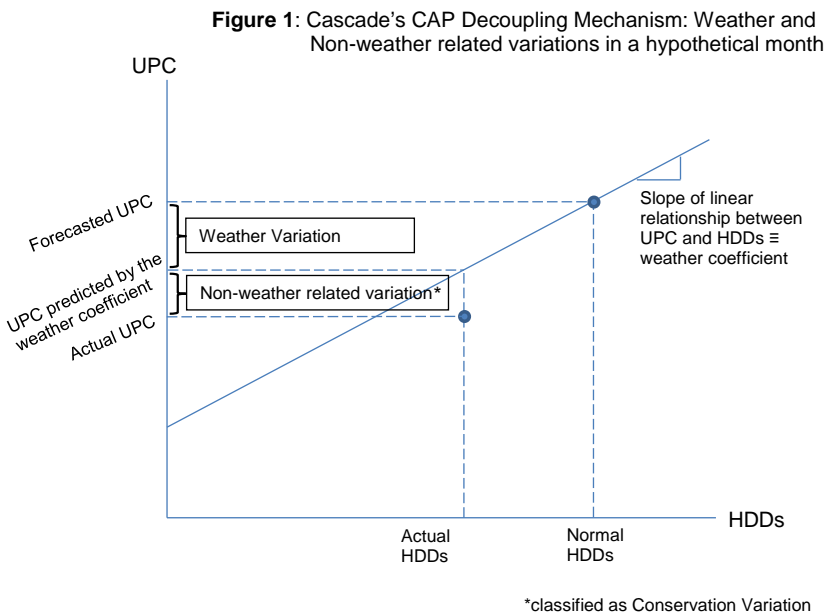 Figure 1: Cascade's CAP Decoupling Mechanism: Weather and
Non-weather related variations in a hypothetical month
UPC
Forecasted UPC
Weather Variation
Slope of linear
relationship between
UPC and HDDs ≡
weather coefficient
UPC predicted by the
weather coefficient
Non-weather related variation*
Actual UPC
HDDs
Actual
HDDs
Normal
HDDs
*classified as Conservation Variation